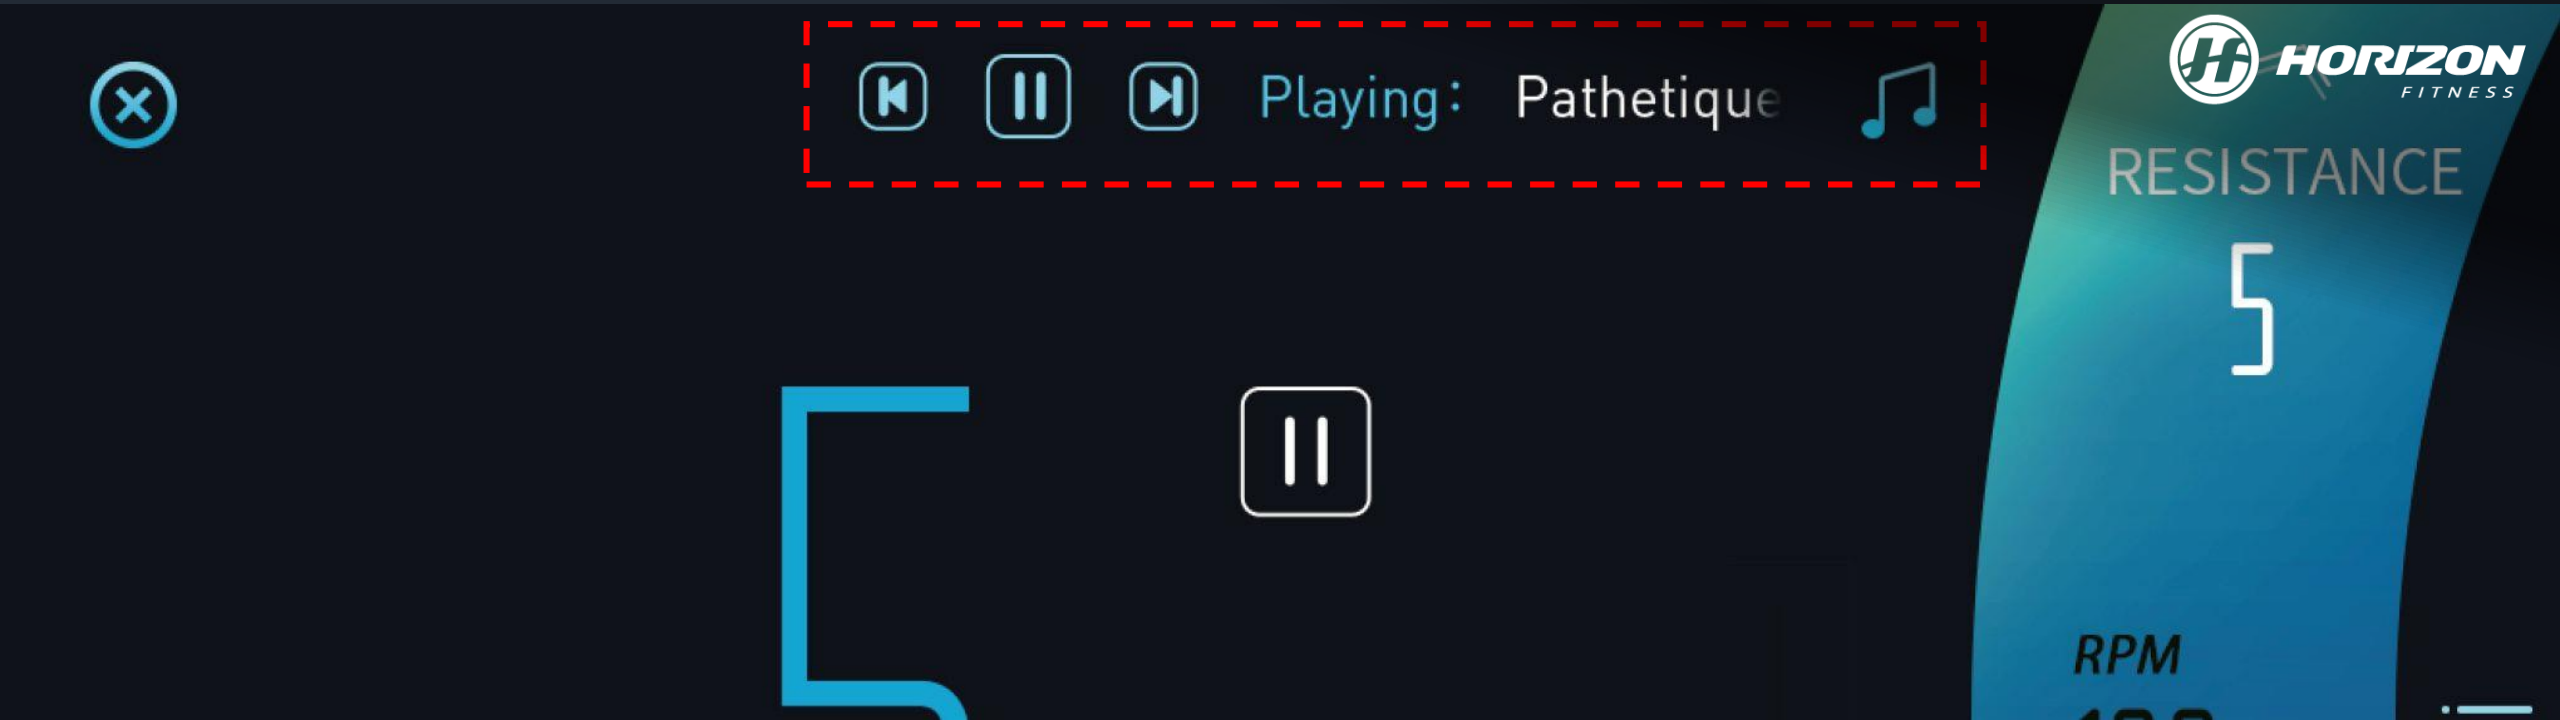 Playing: Pathetique
HORIZON
FITNESS
RESISTANCE
5
RPM